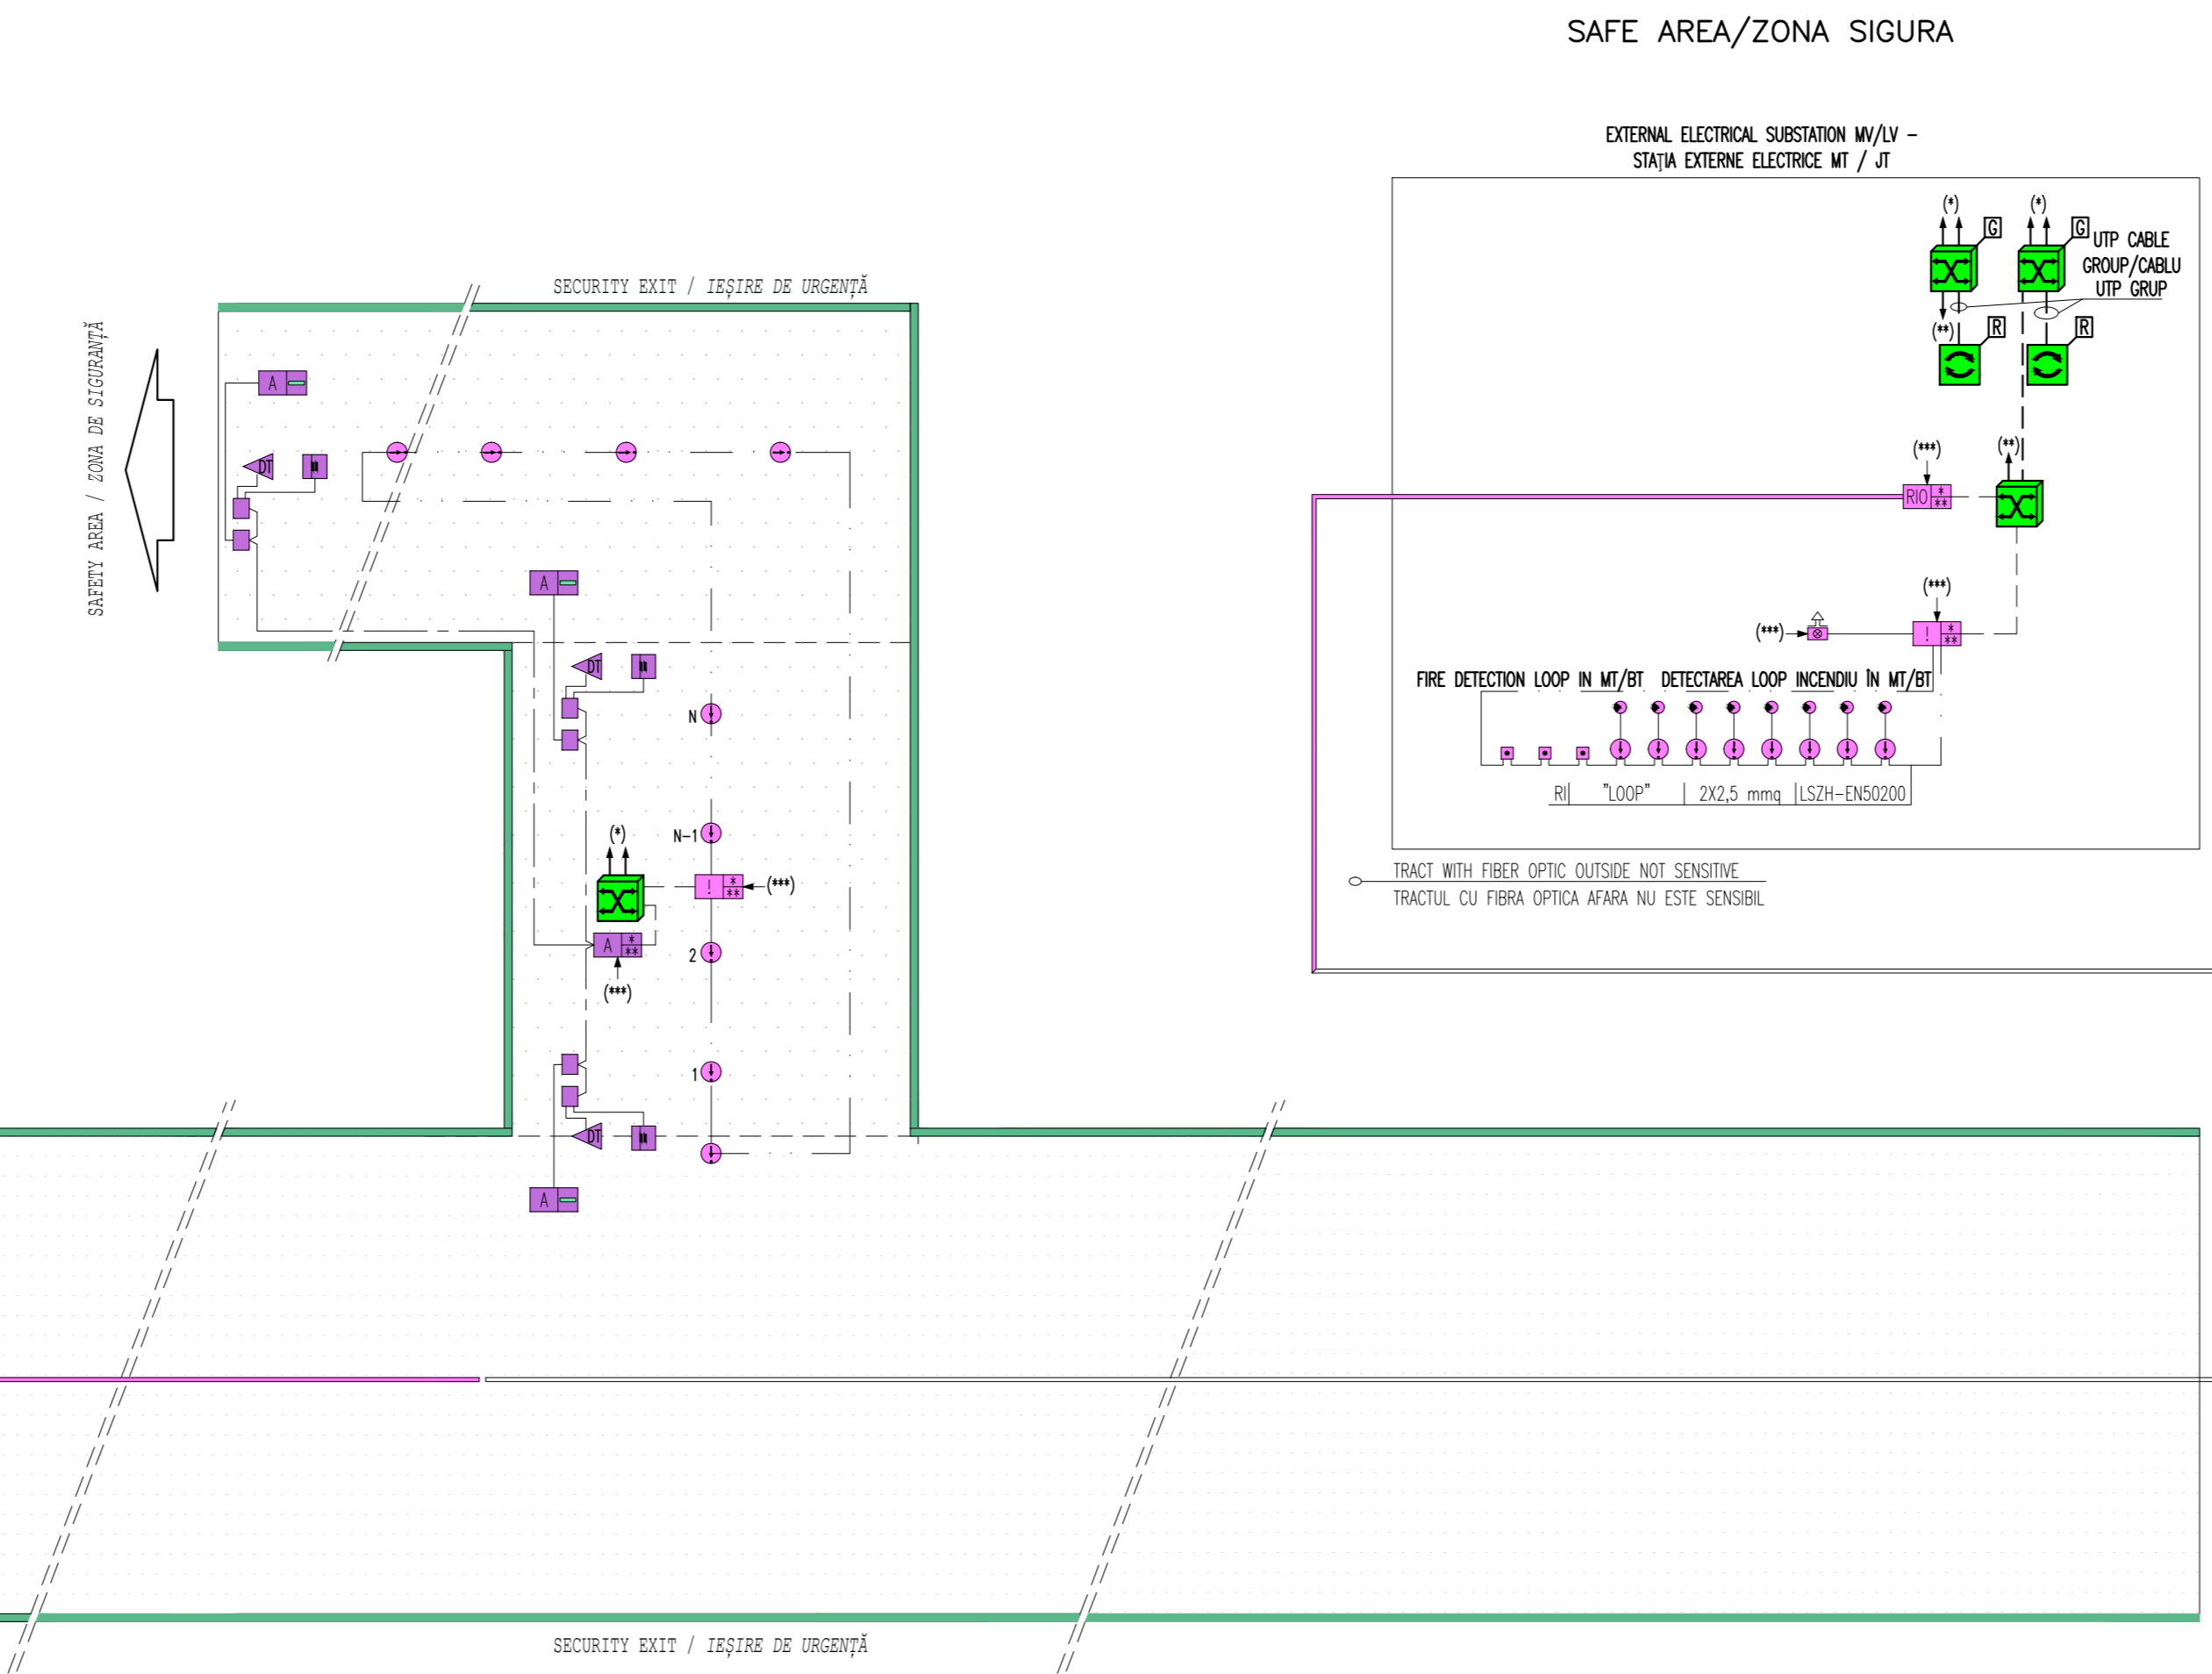 SAFE AREA/ZONA SIGURA
EXTERNAL ELECTRICAL SUBSTATION MV/LV -
STAȚIA EXTERNE ELECTRICE MT / JT
(*)
(*)
G
G
UTP CABLE
GROUP/CABLU
UTP GRUP
(**)
R
R
SECURITY EXIT / IEȘIRE DE URGENȚĂ
SAFETY AREA / ZONA DE SIGURANȚĂ
A
DT
(***)
(**)
RIO * **
A
(***)
(***)
! * **
DT
FIRE DETECTION LOOP IN MT/BT DETECTAREA LOOP INCENDIU ÎN MT/BT
N
RI "LOOP" 2X2,5 mmq LSZH-EN50200
N-1
(*)
! * **
(***)
TRACT WITH FIBER OPTIC OUTSIDE NOT SENSITIVE
TRACTUL CU FIBRA OPTICA AFARA NU ESTE SENSIBIL
A * **
2
(***)
1
DT
A
SECURITY EXIT / IEȘIRE DE URGENȚĂ